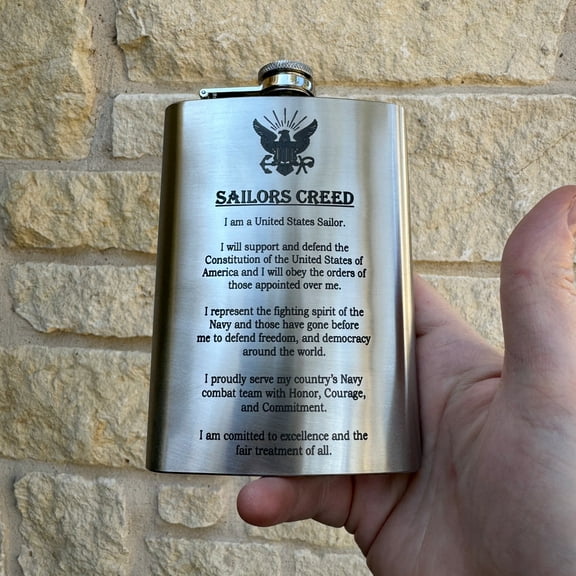 SAILORS CREED
I am a United States Sailor.
I will support and defend the
Constitution of the United States of
America and I will obey the orders of
those appointed over me.
I represent the fighting spirit of the
Navy and those have gone before
me to defend freedom, and democracy
around the world.
I proudly serve my country's Navy
combat team with Honor, Courage,
and Commitment.
I am comitted to excellence and the
fair treatment of all.